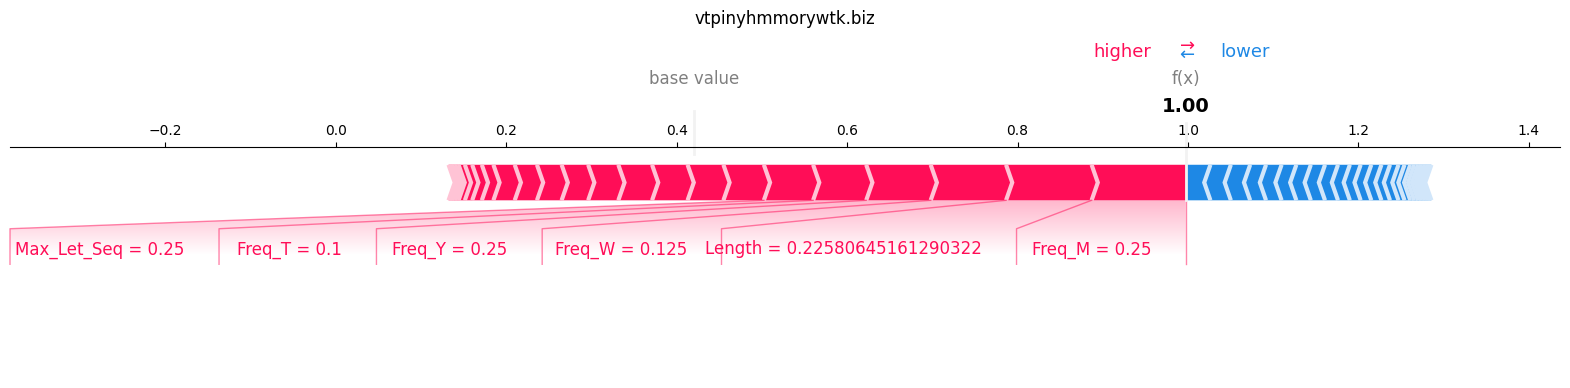 vtpinyhmmorywtk.biz
higher → ← lower
base value f(x)
1.00
−0.2 0.0 0.2 0.4 0.6 0.8 1.0 1.2 1.4
Max_Let_Seq = 0.25 Freq_T = 0.1 Freq_Y = 0.25 Freq_W = 0.125 Length = 0.22580645161290322 Freq_M = 0.25